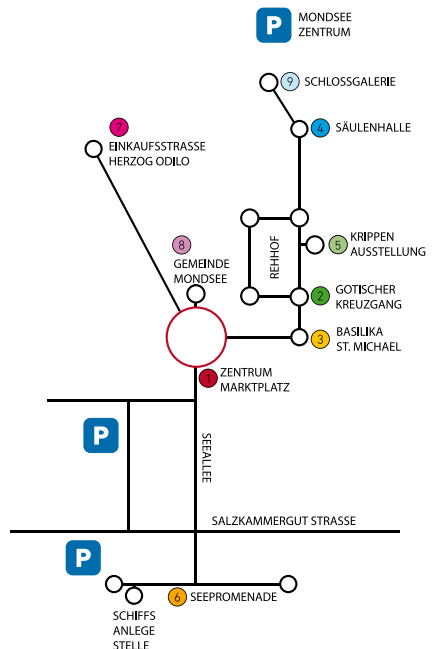 P MONDSEE
ZENTRUM
9 SCHLOSSGALERIE
7
4 SÄULENHALLE
EINKAUFSSTRASSE
HERZOG ODILO
8
GEMEINDE
MONDSEE
REHHOF
5 KRIPPEN
AUSSTELLUNG
2 GOTISCHER
KREUZGANG
3 BASILIKA
ST. MICHAEL
1 ZENTRUM
MARKTPLATZ
P
SEEALLEE
SALZKAMMERGUT STRASSE
P
6 SEEPROMENADE
SCHIFFS
ANLEGE
STELLE